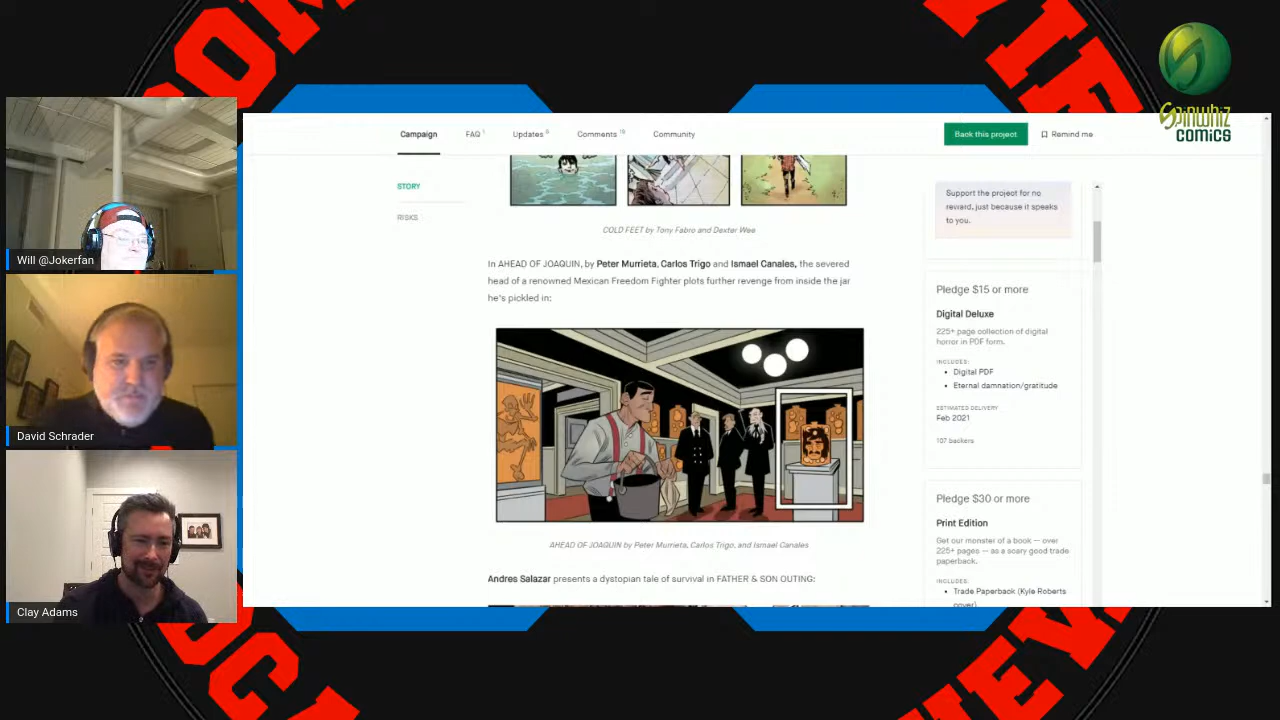 Spinwhiz
COMICS
Campaign
FAQ 1
Updates
Comments
Community
Back this project
Remind me
STORY
RISKS
COLD FEET by Tony Fabro and Dexter Wee
In AHEAD OF JOAQUIN, by Peter Murrieta, Carlos Trigo and Ismael Canales, the severed
head of a renowned Mexican Freedom Fighter plots further revenge from inside the jar
he's pickled in:
AHEAD OF JOAQUIN by Peter Murrieta, Carlos Trigo, and Ismael Canales
Andres Salazar presents a dystopian tale of survival in FATHER & SON OUTING:
Support the project for no
reward, just because it speaks
to you.
Pledge $15 or more
Digital Deluxe
225+ page collection of digital
horror in PDF form.
INCLUDES:
Digital PDF
Eternal damnation/gratitude
ESTIMATED DELIVERY
Feb 2021
107 backers
Pledge $30 or more
Print Edition
Get our monster of a book — over
225+ pages — as a scary good trade
paperback.
INCLUDES:
Trade Paperback (Kyle Roberts
cover)
Will @Jokerfan
David Schrader
Clay Adams